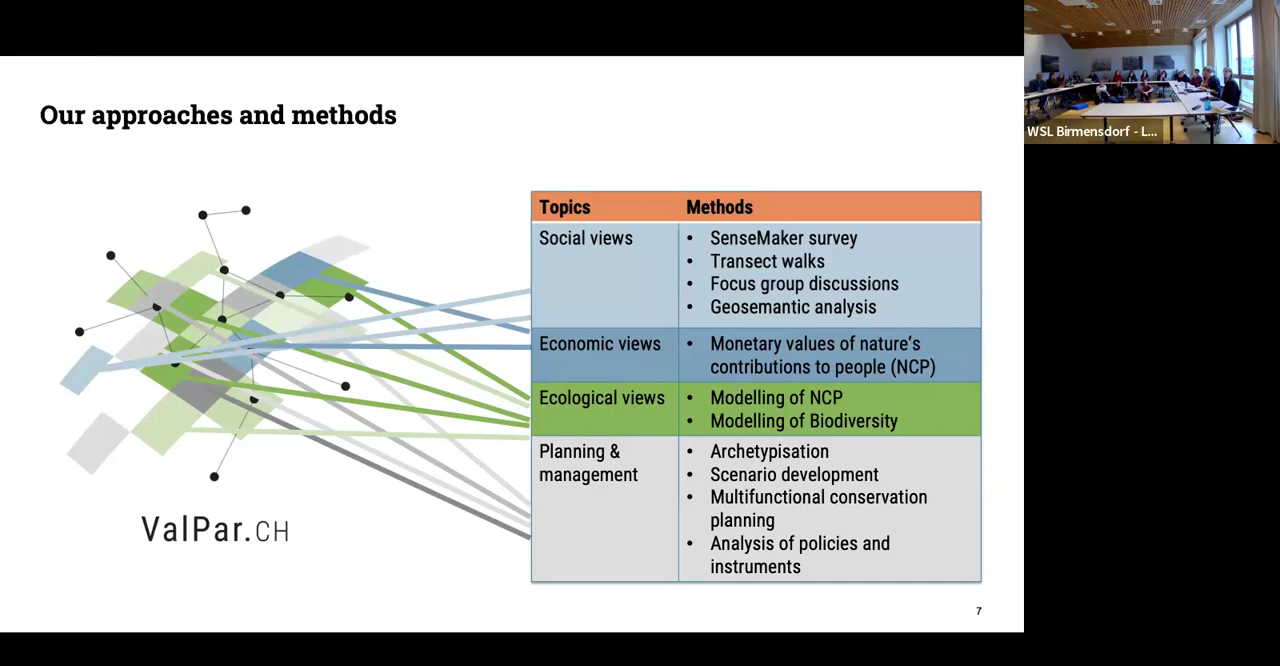 Our approaches and methods
WSL Birmensdorf - L...
Topics Methods
Social views • SenseMaker survey
• Transect walks
• Focus group discussions
• Geosemantic analysis
Economic views • Monetary values of nature‘s
contributions to people (NCP)
Ecological views • Modelling of NCP
• Modelling of Biodiversity
Planning & • Archetypisation
management • Scenario development
• Multifunctional conservation
planning
• Analysis of policies and
instruments
ValPar.CH
7